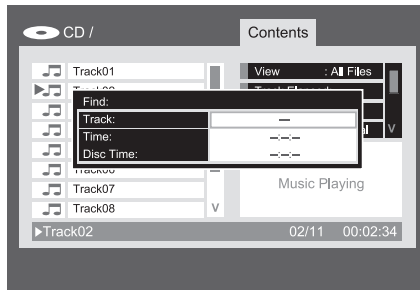 CD /
Contents
Track01
View : All Files
Find:
Track: —
Time: –:–:–
Disc Time: –:–:–
Track07
Music Playing
Track08
V
V
▶Track02 02/11 00:02:34